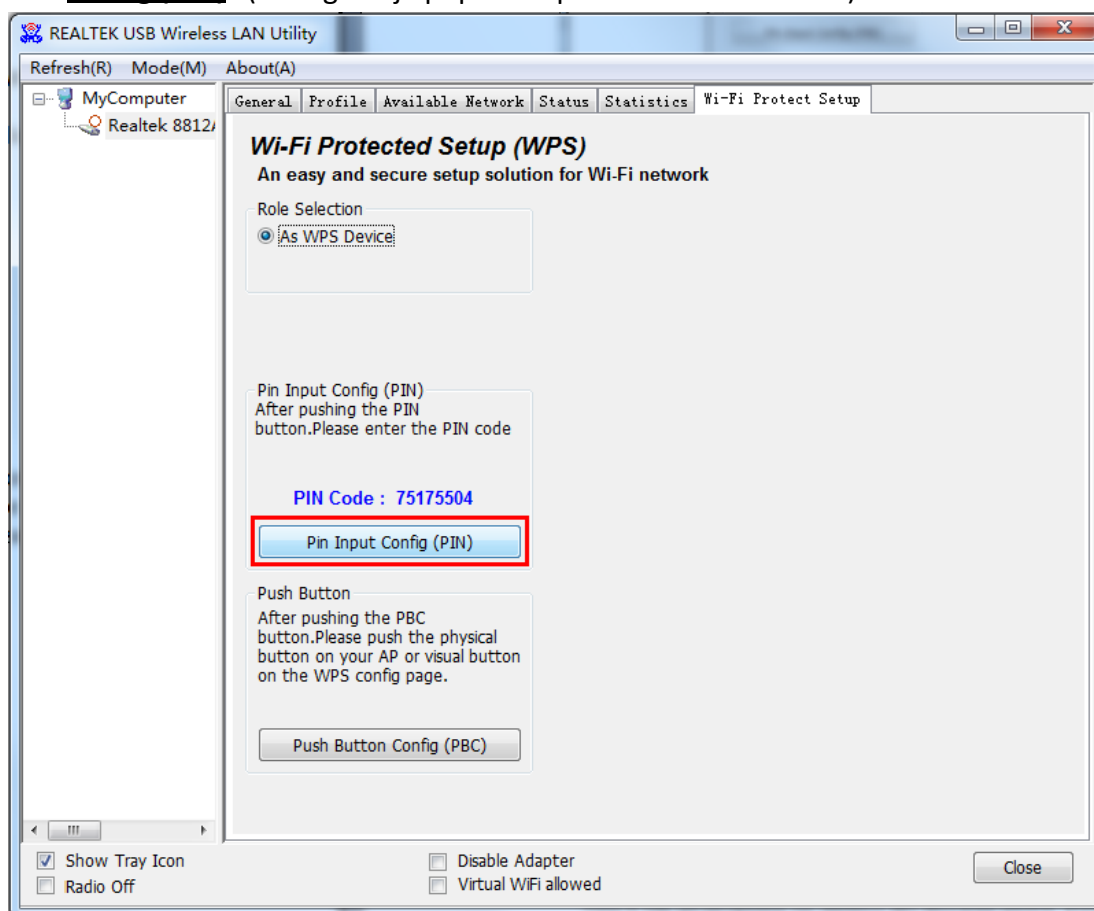 REALTEK USB Wireless LAN Utility
Refresh(R) Mode(M) About(A)
MyComputer
Realtek 8812A
General Profile Available Network Status Statistics Wi-Fi Protect Setup
Wi-Fi Protected Setup (WPS)
An easy and secure setup solution for Wi-Fi network
Role Selection
As WPS Device
Pin Input Config (PIN)
After pushing the PIN
button.Please enter the PIN code
PIN Code : 75175504
Pin Input Config (PIN)
Push Button
After pushing the PBC
button.Please push the physical
button on your AP or visual button
on the WPS config page.
Push Button Config (PBC)
Show Tray Icon
Disable Adapter
Close
Radio Off
Virtual WiFi allowed